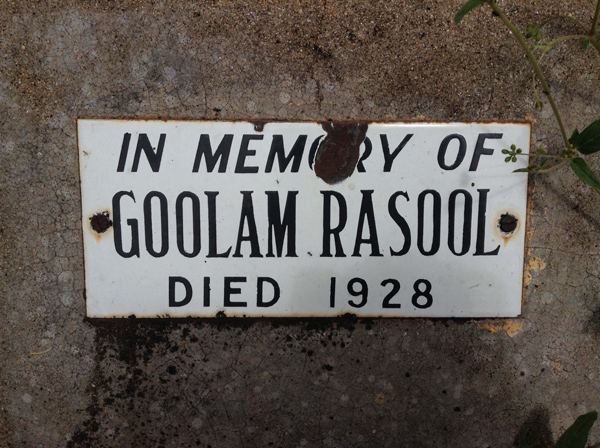 IN MEMORY OF
GOOLAM RASOOL
DIED 1928